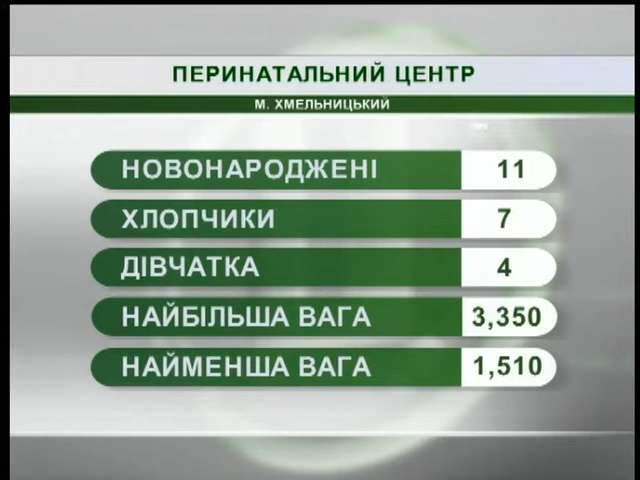 ПЕРИНАТАЛЬНИЙ ЦЕНТР
М. ХМЕЛЬНИЦЬКИЙ
НОВОНАРОДЖЕНІ 11
ХЛОПЧИКИ 7
ДІВЧАТКА 4
НАЙБІЛЬША ВАГА 3,350
НАЙМЕНША ВАГА 1,510